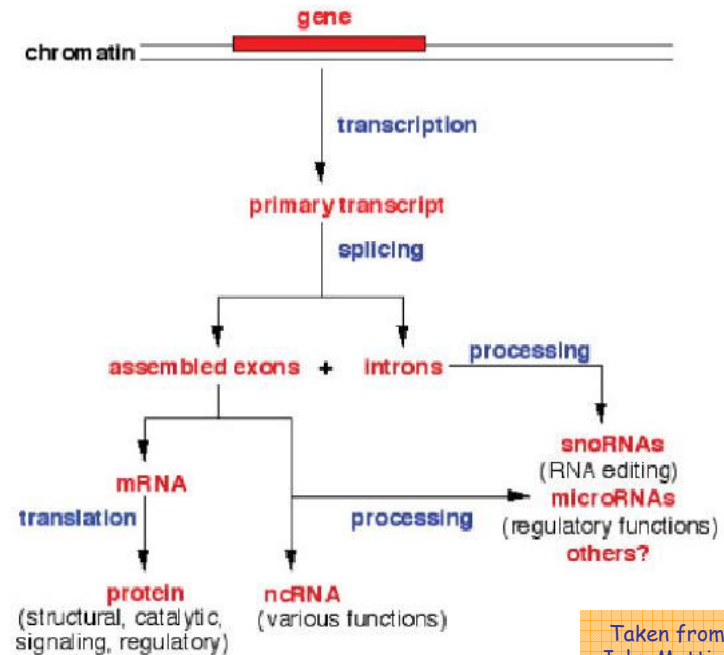 gene
chromatin
transcription
primary transcript
splicing
assembled exons + introns
processing
snoRNAs
(RNA editing)
microRNAs
(regulatory functions)
others?
mRNA
translation
processing
protein
(structural, catalytic,
signaling, regulatory)
ncRNA
(various functions)
Taken from